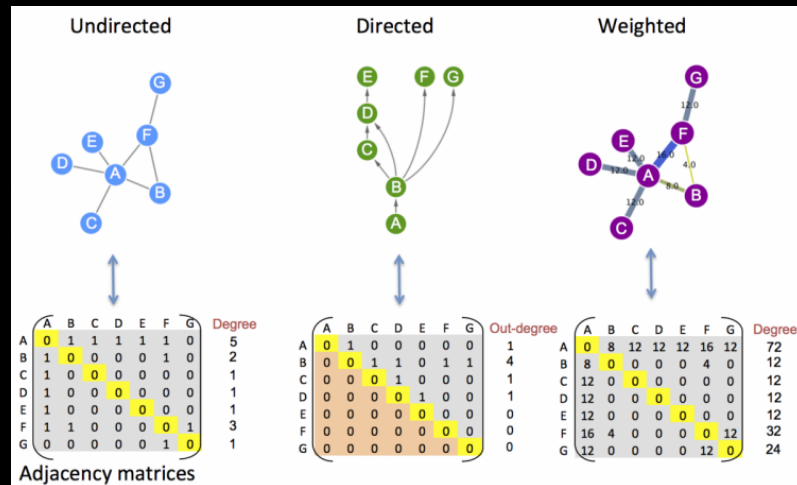 Undirected
G
F
E
D
A
B
C
Directed
E F G
D
C
B
A
Weighted
G
12.0
F
E
16.0
4.0
12.0
D
12.0
A
8.0
B
12.0
C
A B C D E F G Degree
A 0 1 1 1 1 1 0 5
B 1 0 0 0 0 1 0 2
C 1 0 0 0 0 0 0 1
D 1 0 0 0 0 0 0 1
E 1 0 0 0 0 0 0 1
F 1 1 0 0 0 0 1 3
G 0 0 0 0 0 1 0 1
Adjacency matrices
A B C D E F G Out-degree
A 0 1 0 0 0 0 0 1
B 0 0 1 1 0 1 1 4
C 0 0 0 1 0 0 0 1
D 0 0 0 0 1 0 0 1
E 0 0 0 0 0 0 0 0
F 0 0 0 0 0 0 0 0
G 0 0 0 0 0 0 0 0
A B C D E F G Degree
A 0 8 12 12 12 16 12 72
B 8 0 0 0 0 4 0 12
C 12 0 0 0 0 0 0 12
D 12 0 0 0 0 0 0 12
E 12 0 0 0 0 0 0 12
F 16 4 0 0 0 0 12 32
G 12 0 0 0 0 12 0 24